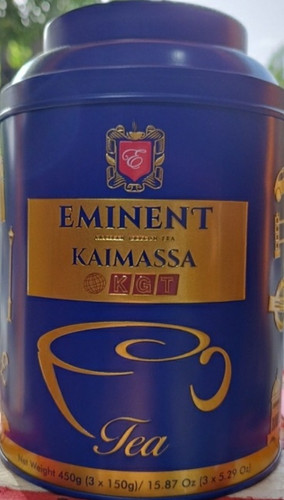 E
EMINENT
KAIMASSA
KGT
Tea
Net Weight 450g (3 x 150g)/ 15.87 Oz (3 x 5.29 Oz)